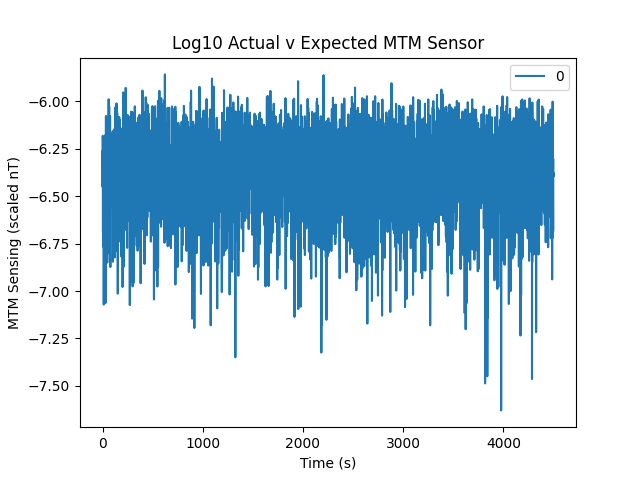 Log10 Actual v Expected MTM Sensor
0
MTM Sensing (scaled nT)
−6.00
−6.25
−6.50
−6.75
−7.00
−7.25
−7.50
0 1000 2000 3000 4000
Time (s)